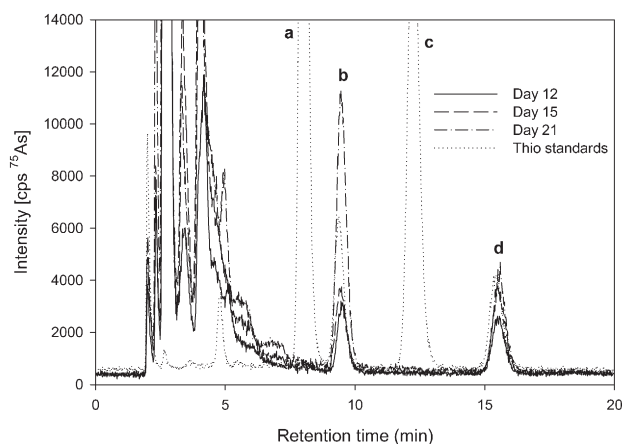 14000
12000
10000
8000
6000
4000
2000
0
Intensity [cps ⁷⁵As]
a
b
c
d
Day 12
Day 15
Day 21
Thio standards
0 5 10 15 20
Retention time (min)